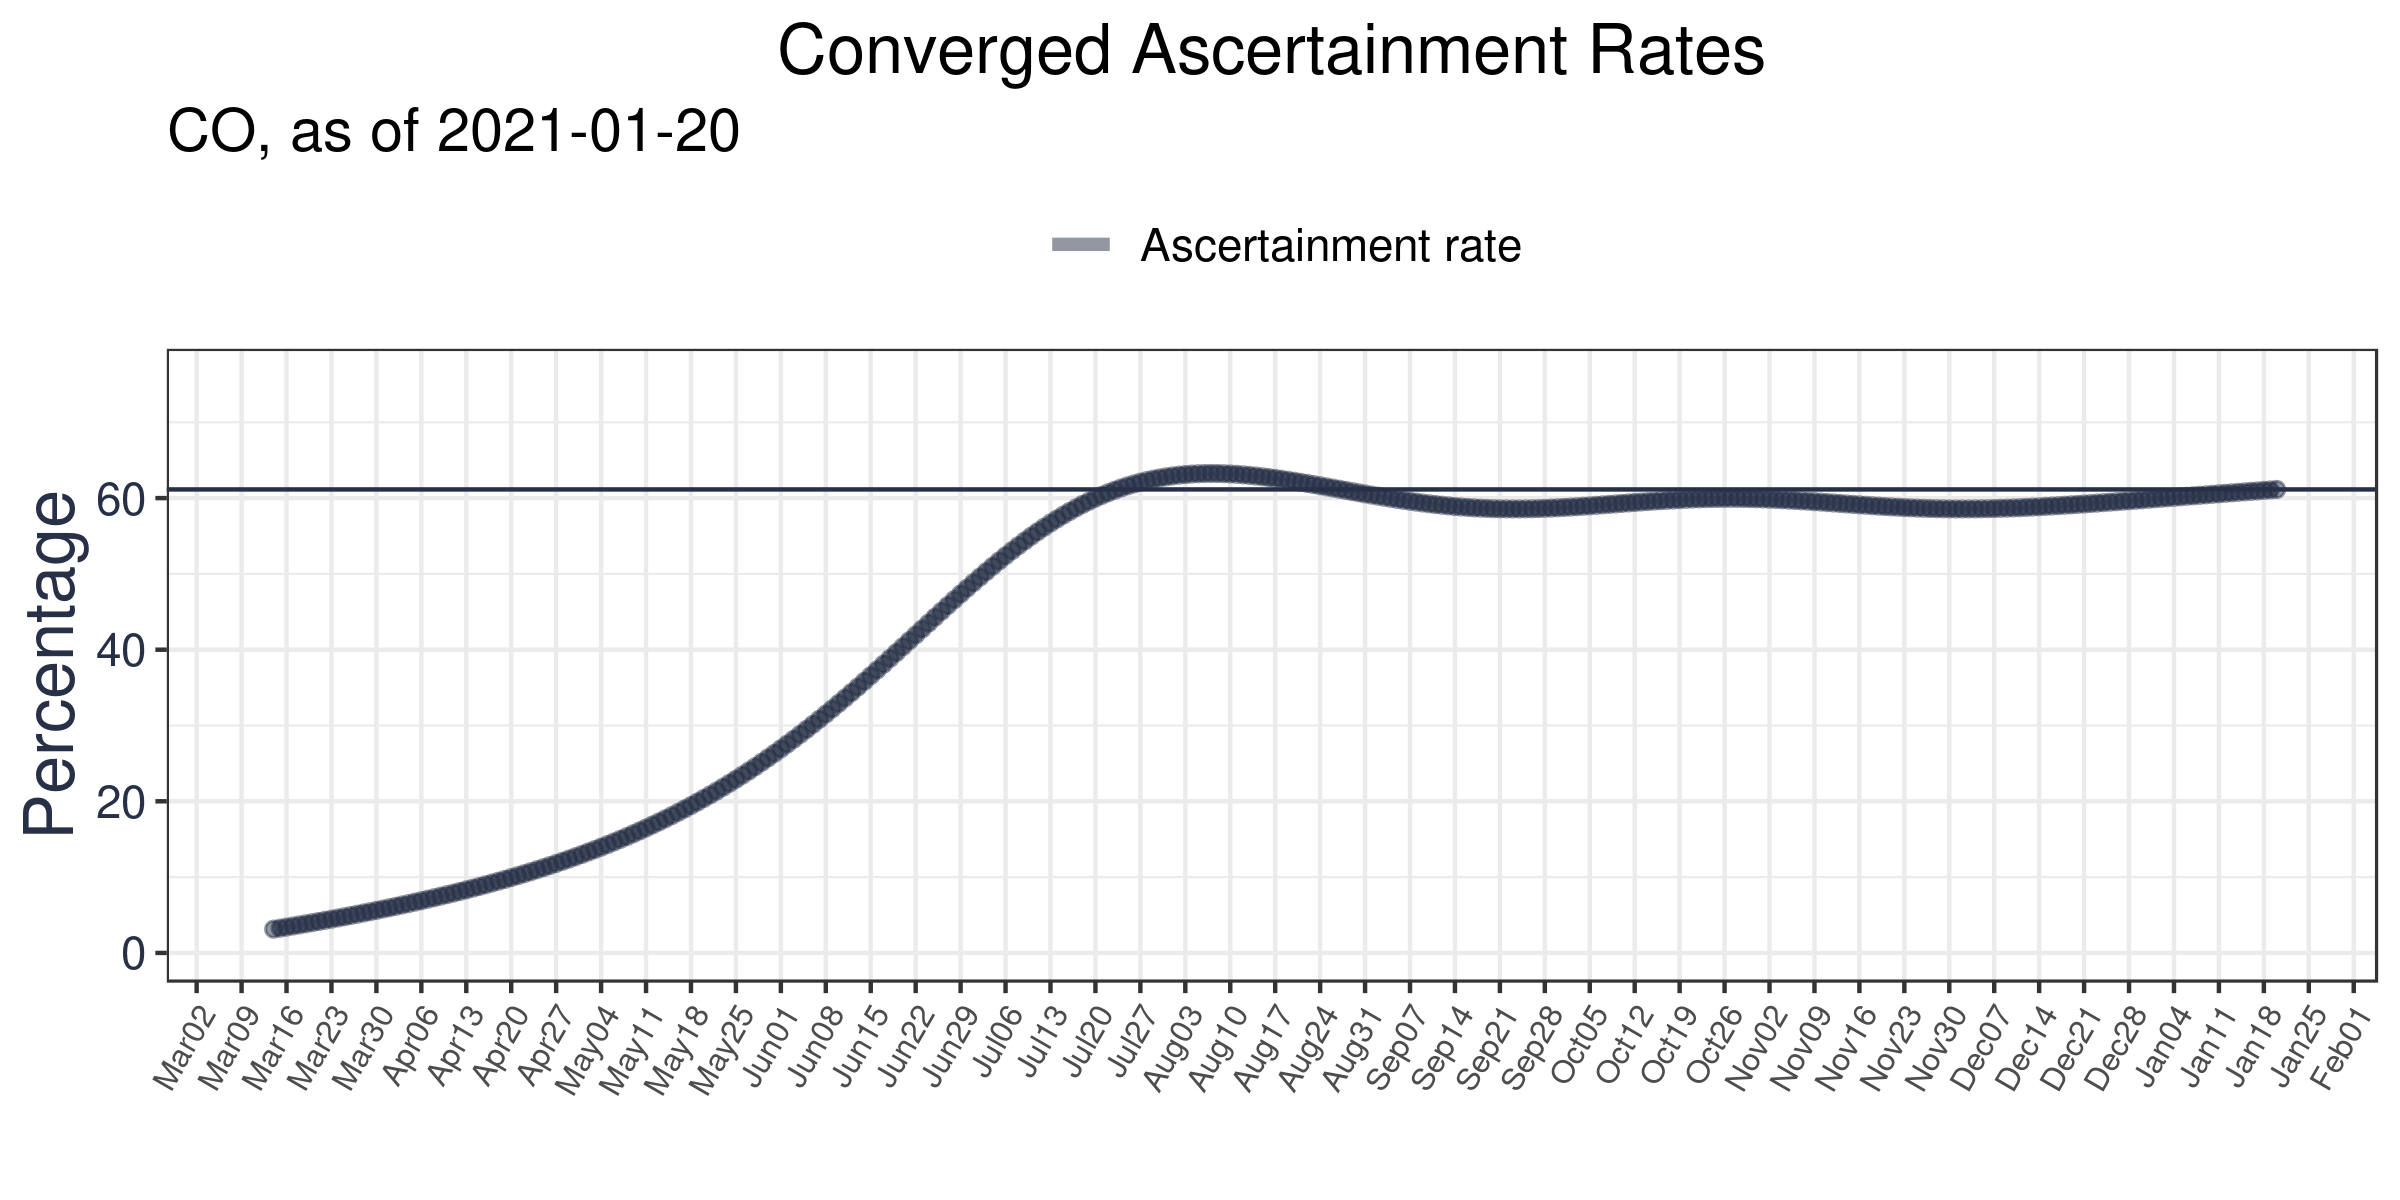 Converged Ascertainment Rates
CO, as of 2021-01-20
Ascertainment rate
Percentage
60
40
20
0
Mar02 Mar09 Mar16 Mar23 Mar30 Apr06 Apr13 Apr20 Apr27 May04 May11 May18 May25 Jun01 Jun08 Jun15 Jun22 Jun29 Jul06 Jul13 Jul20 Jul27 Aug03 Aug10 Aug17 Aug24 Aug31 Sep07 Sep14 Sep21 Sep28 Oct05 Oct12 Oct19 Oct26 Nov02 Nov09 Nov16 Nov23 Nov30 Dec07 Dec14 Dec21 Dec28 Jan04 Jan11 Jan18 Jan25 Feb01